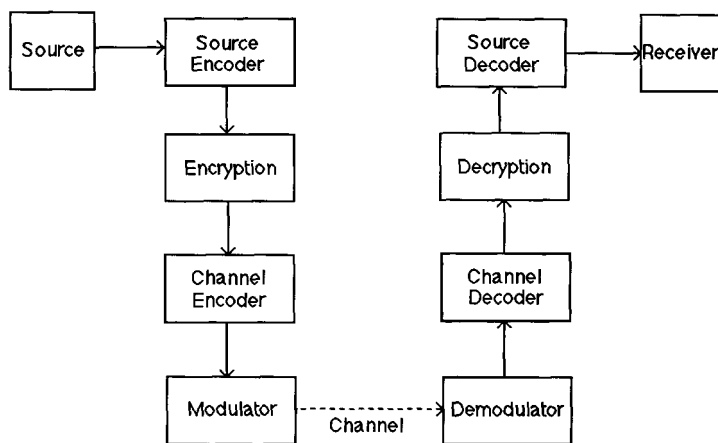 Source
Source
Encoder
Encryption
Channel
Encoder
Modulator
Channel
Demodulator
Channel
Decoder
Decryption
Source
Decoder
Receiver